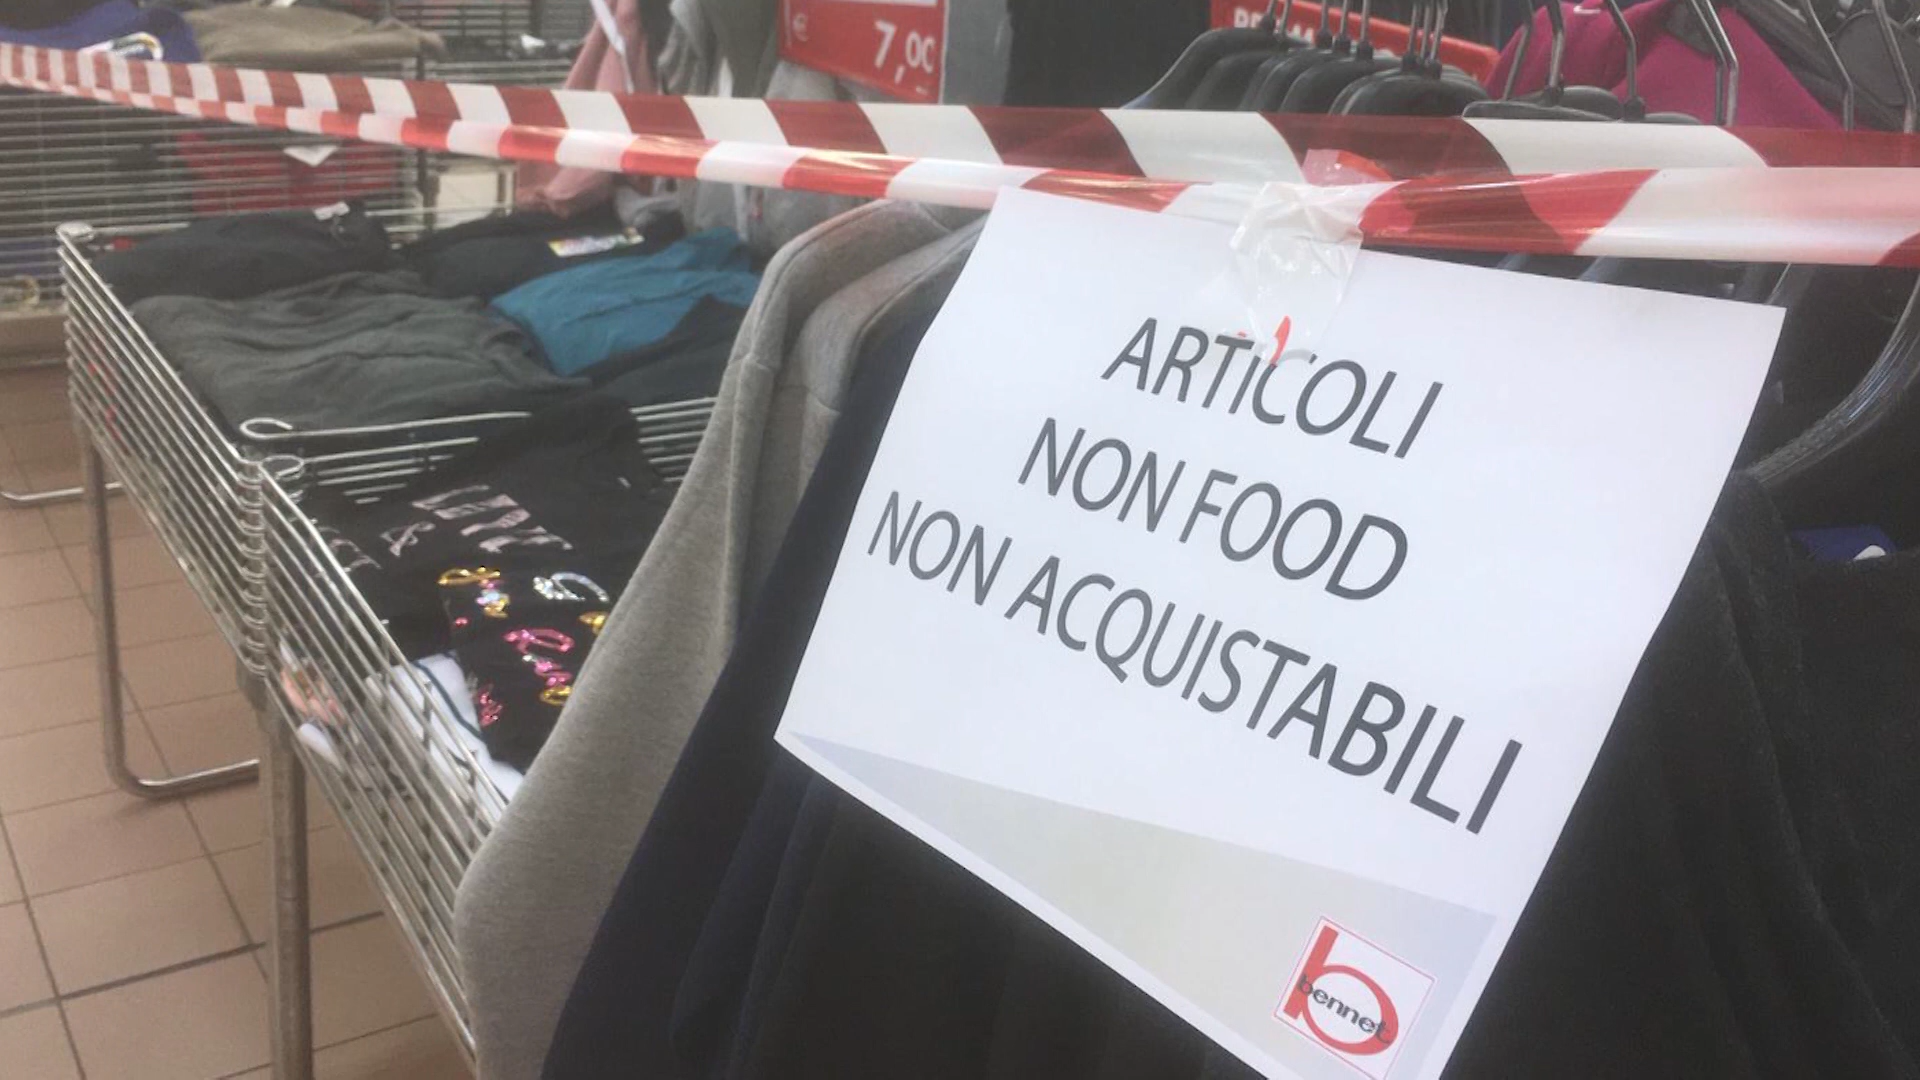 € 7,00
ARTiCOLI
NON FOOD
NON ACQUISTABILI
bennet